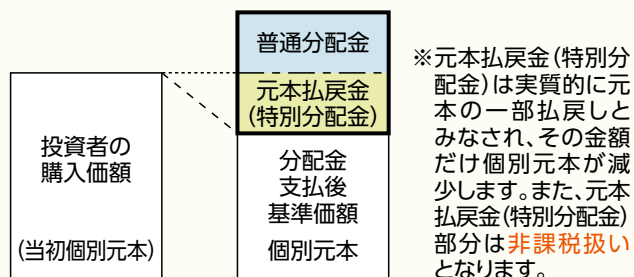 普通分配金
元本払戻金
(特別分配金)
投資者の
購入価額
(当初個別元本)
分配金
支払後
基準価額
個別元本
※元本払戻金(特別分
配金)は実質的に元
本の一部払戻しと
みなされ、その金額
だけ個別元本が減
少します。また、元本
払戻金(特別分配金)
部分は非課税扱い
となります。